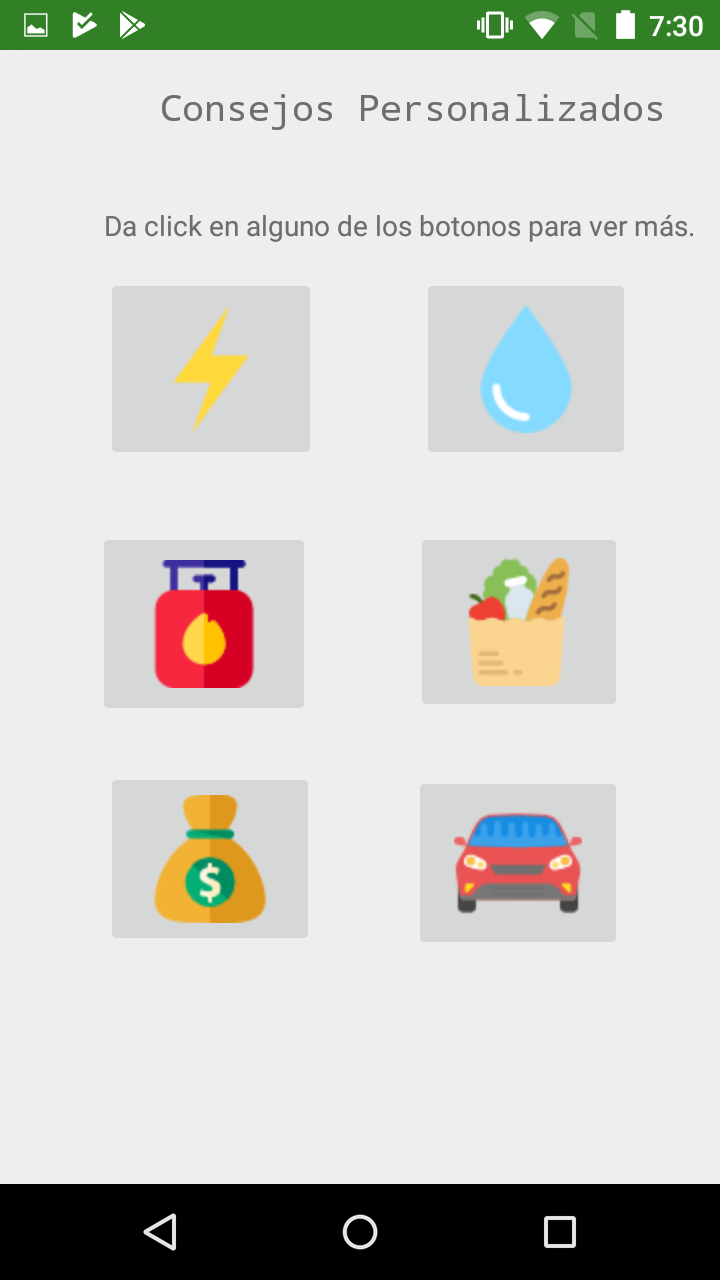 7:30
Consejos Personalizados
Da click en alguno de los botonos para ver más.
$